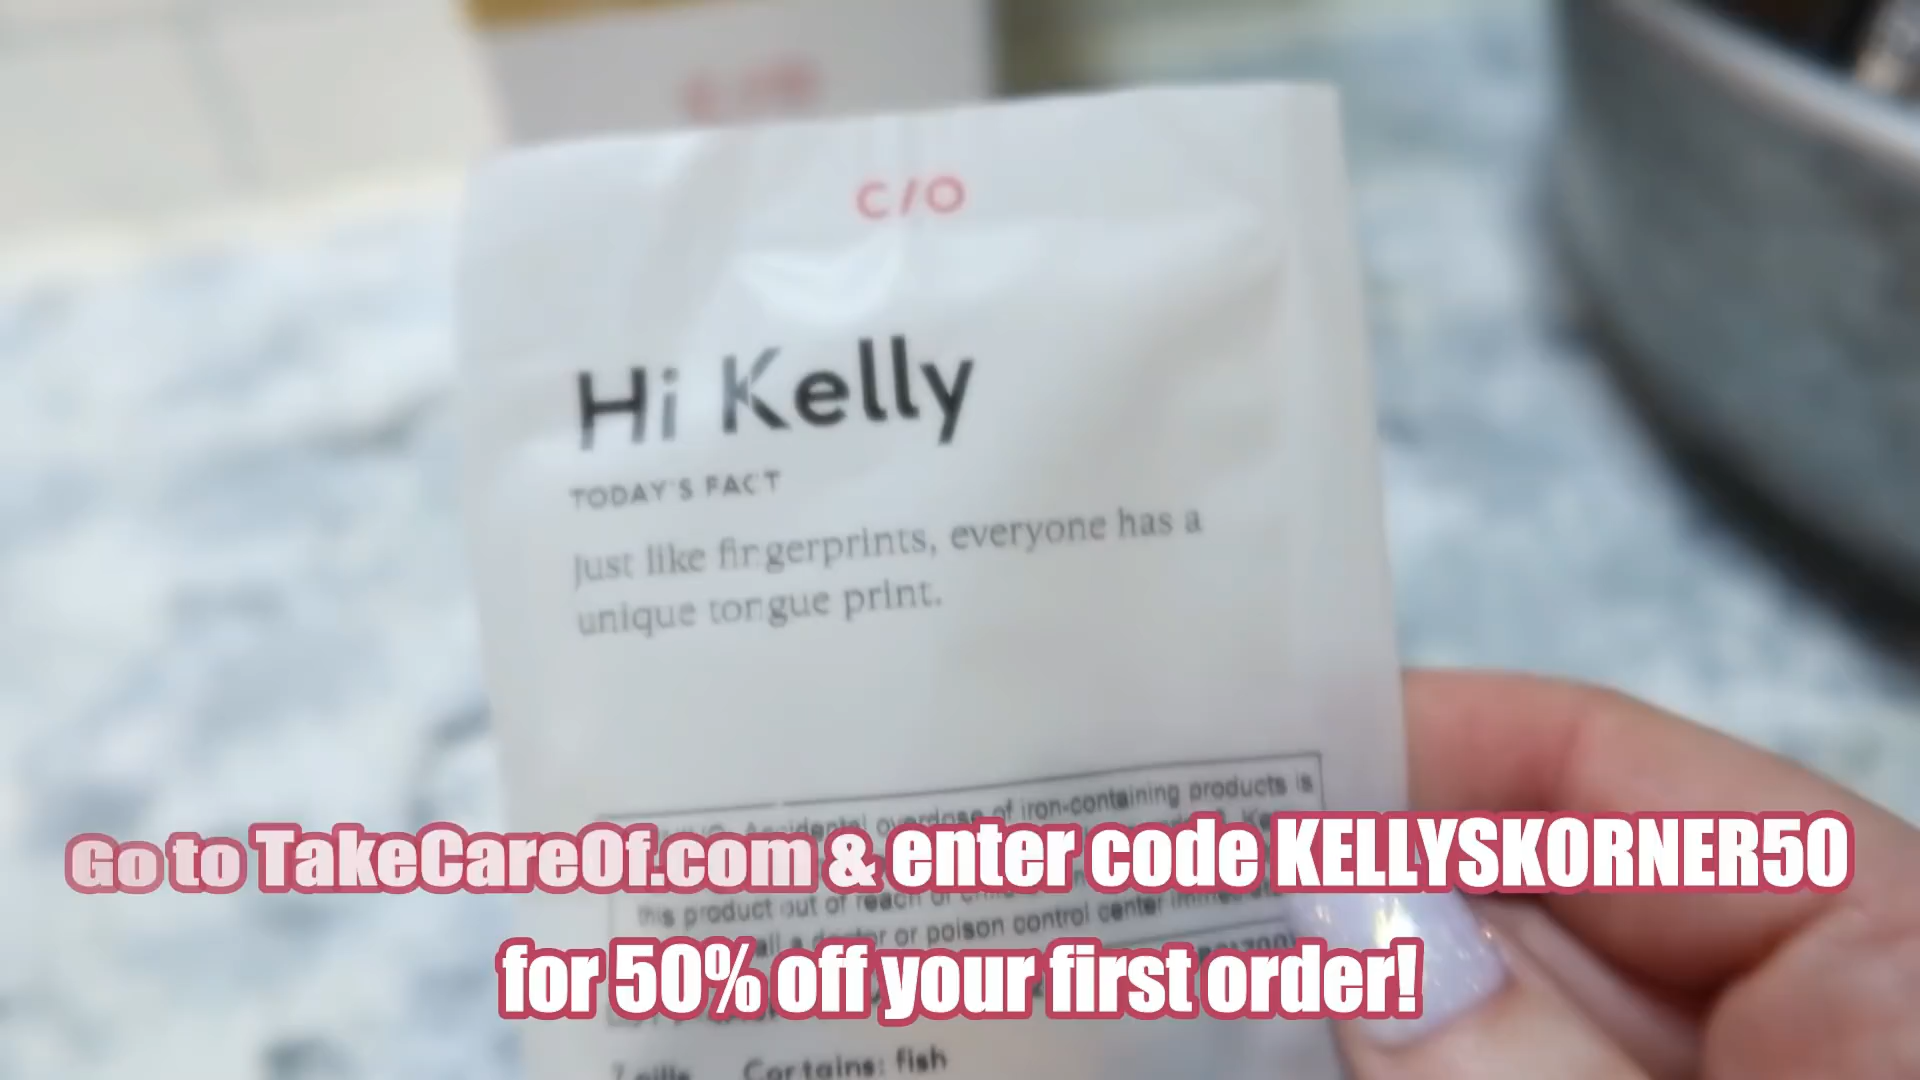 C/O
Hi Kelly
TODAY'S FACT
Just like fingerprints, everyone has a
unique tongue print.
Accidental overdose of iron-containing products is
Go to TakeCareOf.com & enter code KELLYSKORNER50
this product out of reach of
or poison control center
for 50% off your first order!
Contains: fish